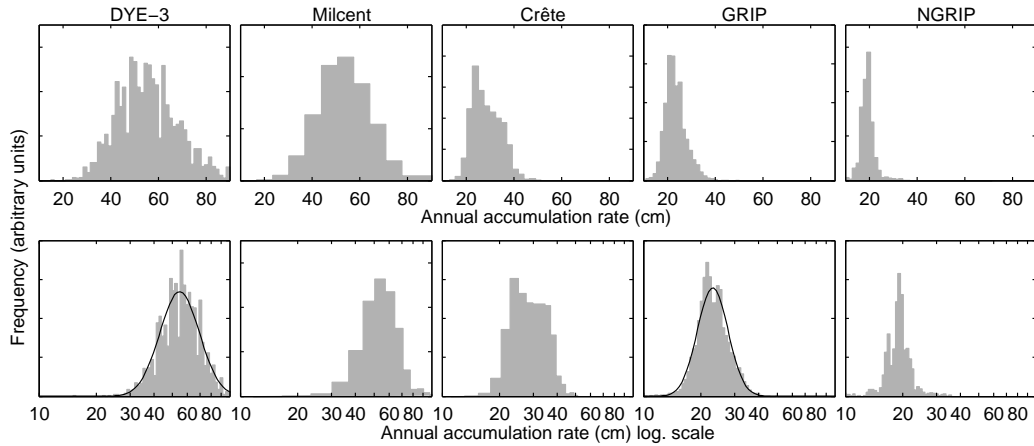 DYE−3 Milcent Crête GRIP NGRIP
Frequency (arbitrary units)
20 40 60 80 20 40 60 80 20 40 60 80 20 40 60 80 20 40 60 80
Annual accumulation rate (cm)
10 20 30 40 60 80 10 20 30 40 60 80 10 20 30 40 60 80 10 20 30 40 60 80 10 20 30 40 60 80
Annual accumulation rate (cm) log. scale